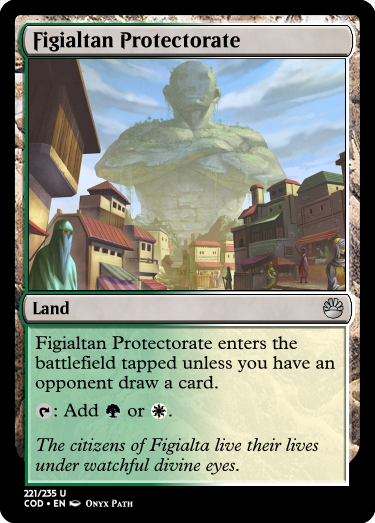 Figialtan Protectorate
Land
Figialtan Protectorate enters the
battlefield tapped unless you have an
opponent draw a card.
: Add or .
The citizens of Figialta live their lives
under watchful divine eyes.
221/235 U
COD • EN Onyx Path